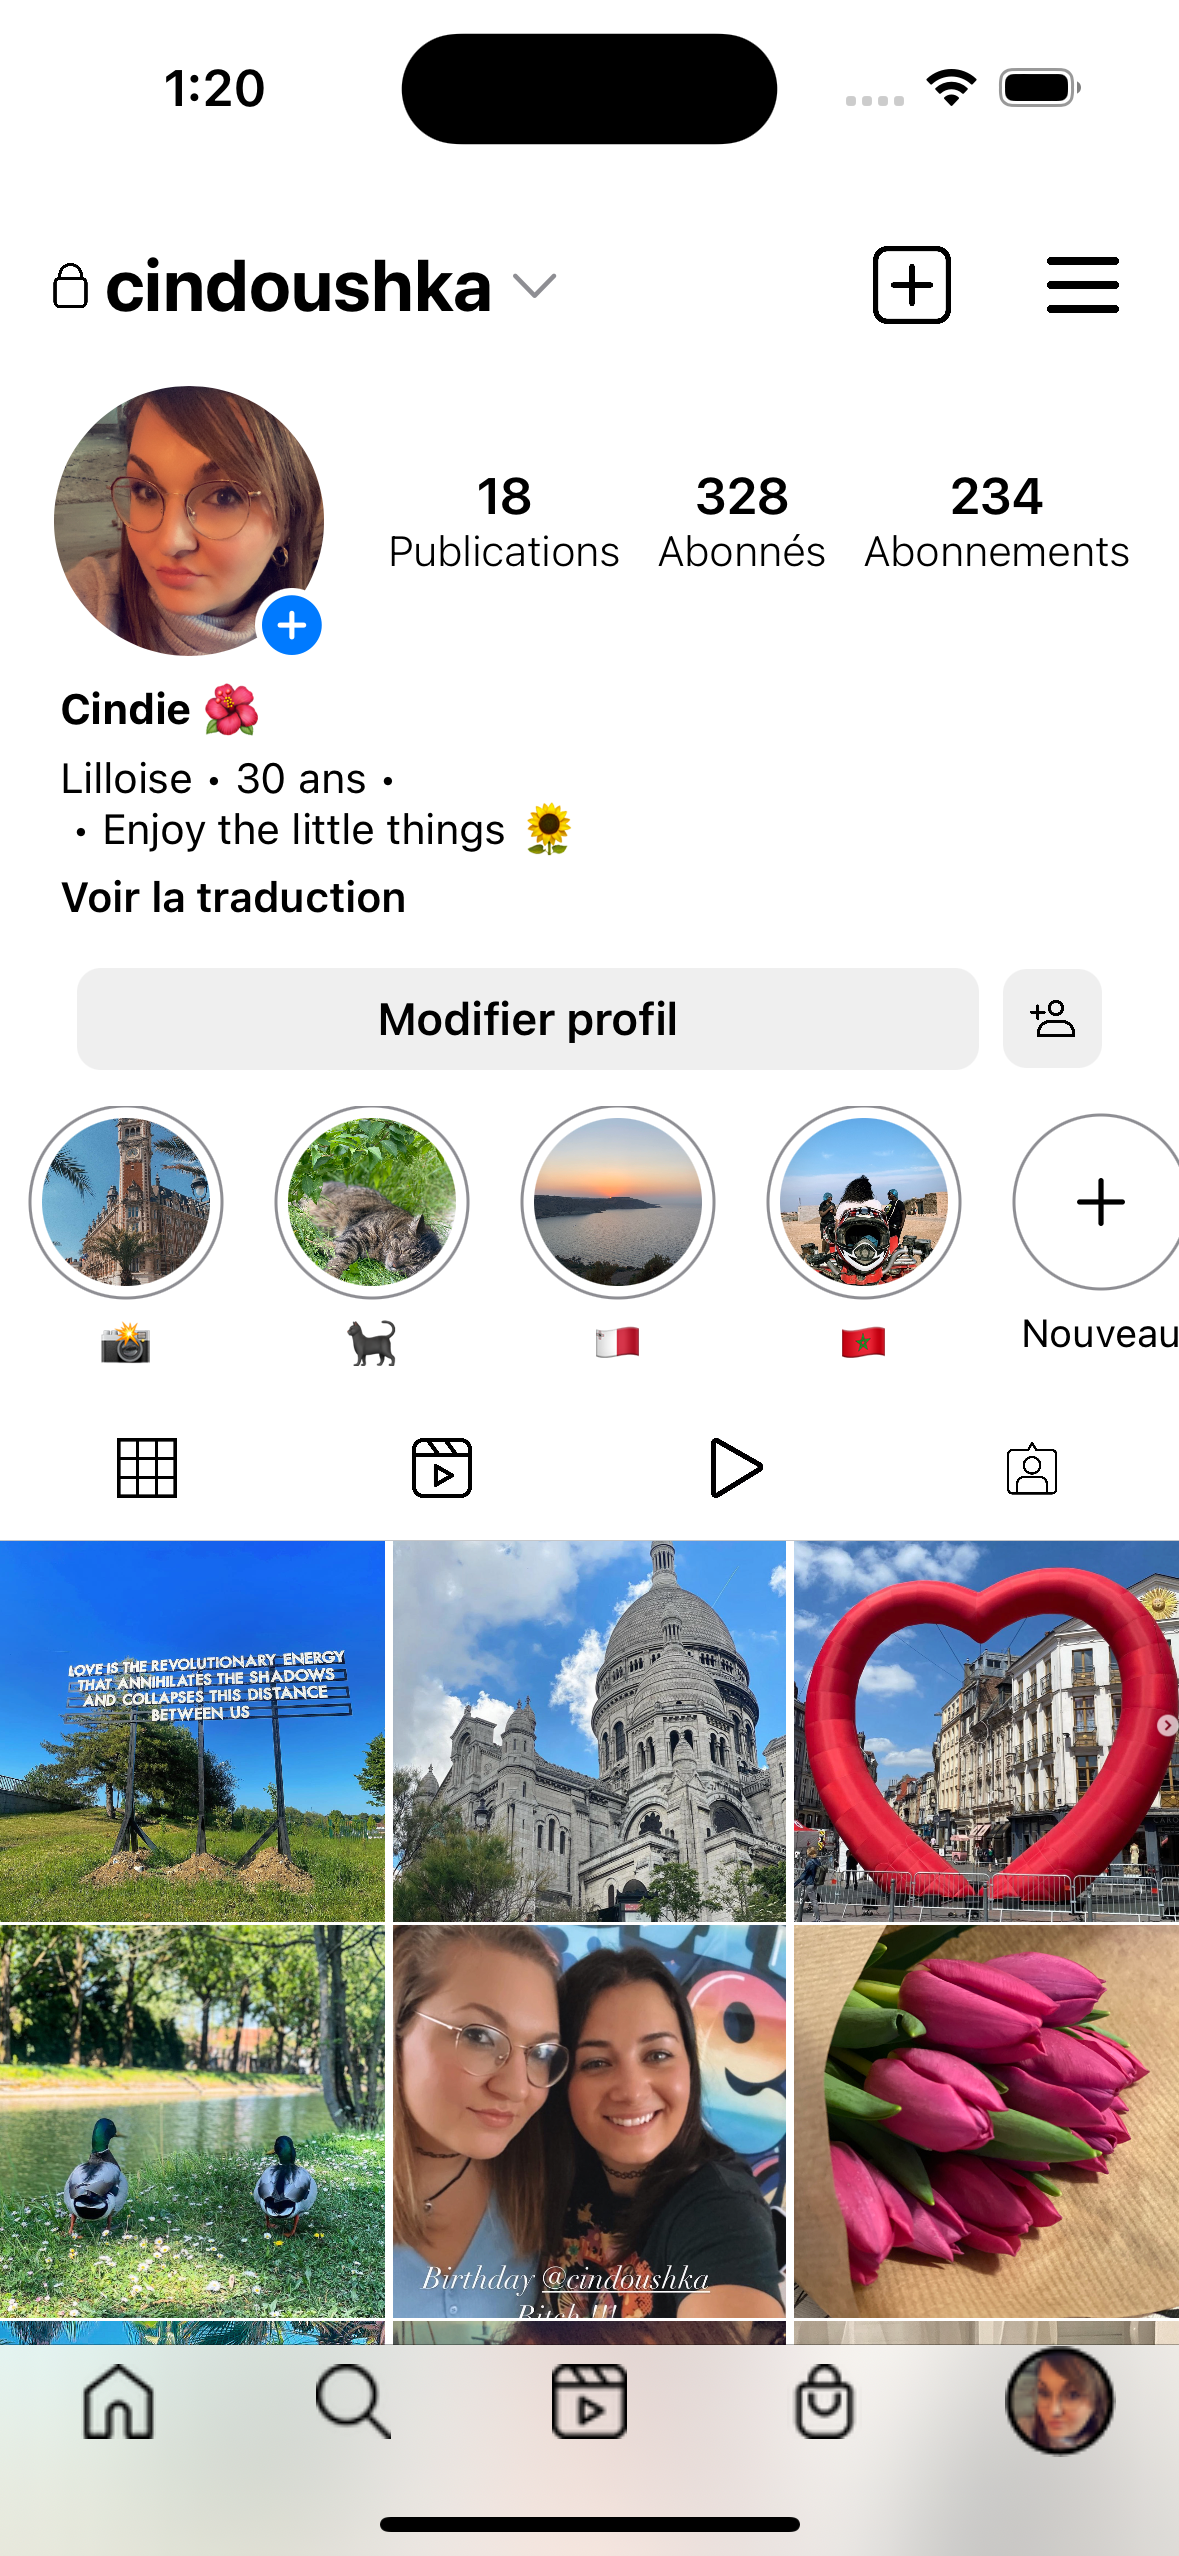 1:20
cindoushka
18
Publications
328
Abonnés
234
Abonnements
Cindie 🌺
Lilloise • 30 ans •
• Enjoy the little things 🌻
Voir la traduction
Modifier profil
Nouveau
LOVE IS THE REVOLUTIONARY ENERGY
THAT ANNIHILATES THE SHADOWS
AND COLLAPSES THIS DISTANCE
BETWEEN US
Birthday @cindoushka
Bitch !!!